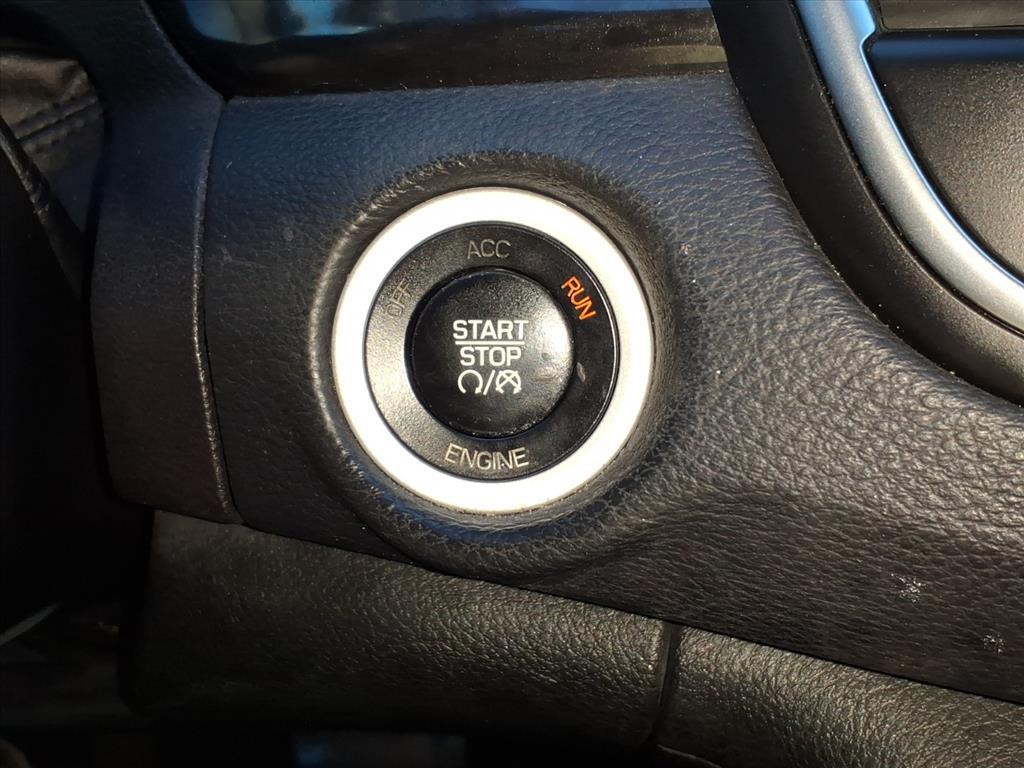 ACC
OFF
RUN
START
STOP
ENGINE